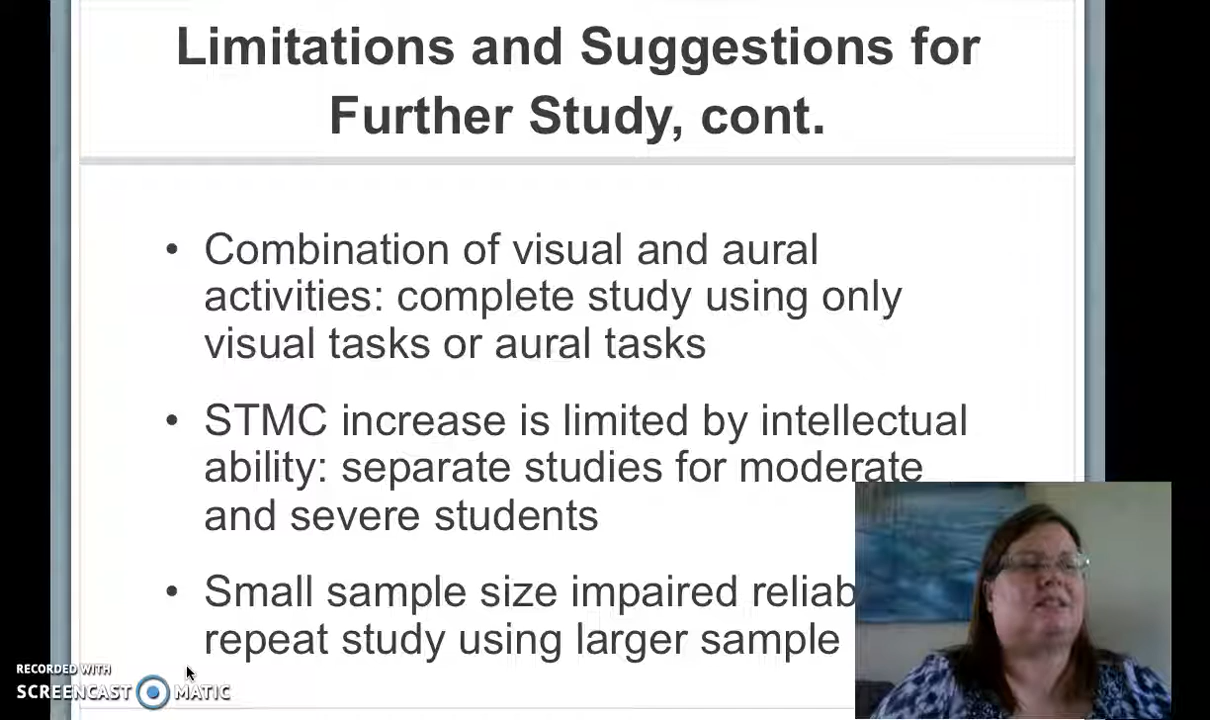 Limitations and Suggestions for
Further Study, cont.
• Combination of visual and aural
activities: complete study using only
visual tasks or aural tasks
• STMC increase is limited by intellectual
ability: separate studies for moderate
and severe students
• Small sample size impaired
repeat study using larger sample
RECORDED WITH
SCREENCAST MATIC